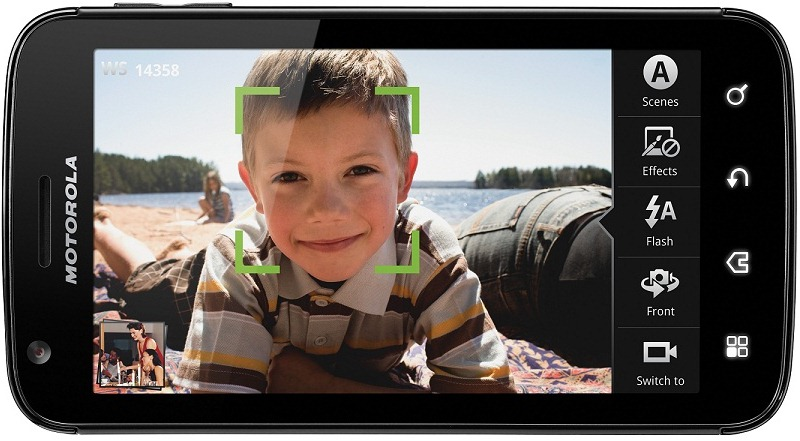 MOTOROLA
WS 14358
A
Scenes
Effects
A
Flash
Front
Switch to